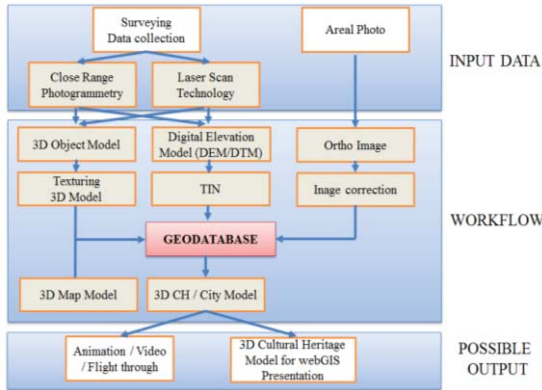 Surveying
Data collection
Areal Photo
INPUT DATA
Close Range
Photogrammetry
Laser Scan
Technology
3D Object Model
Digital Elevation
Model (DEM/DTM)
Ortho Image
Texturing
3D Model
TIN
Image correction
WORKFLOW
GEODATABASE
3D Map Model
3D CH / City Model
Animation / Video
/ Flight through
3D Cultural Heritage
Model for webGIS
Presentation
POSSIBLE
OUTPUT